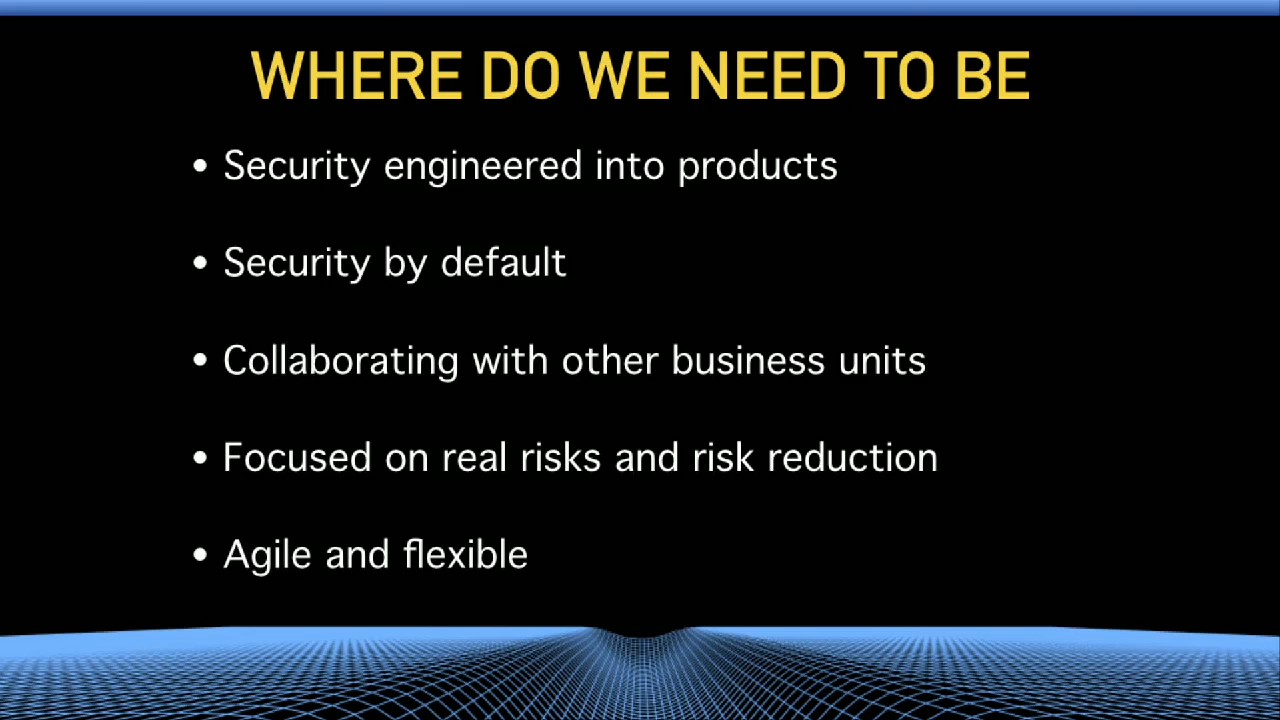 WHERE DO WE NEED TO BE
• Security engineered into products
• Security by default
• Collaborating with other business units
• Focused on real risks and risk reduction
• Agile and flexible